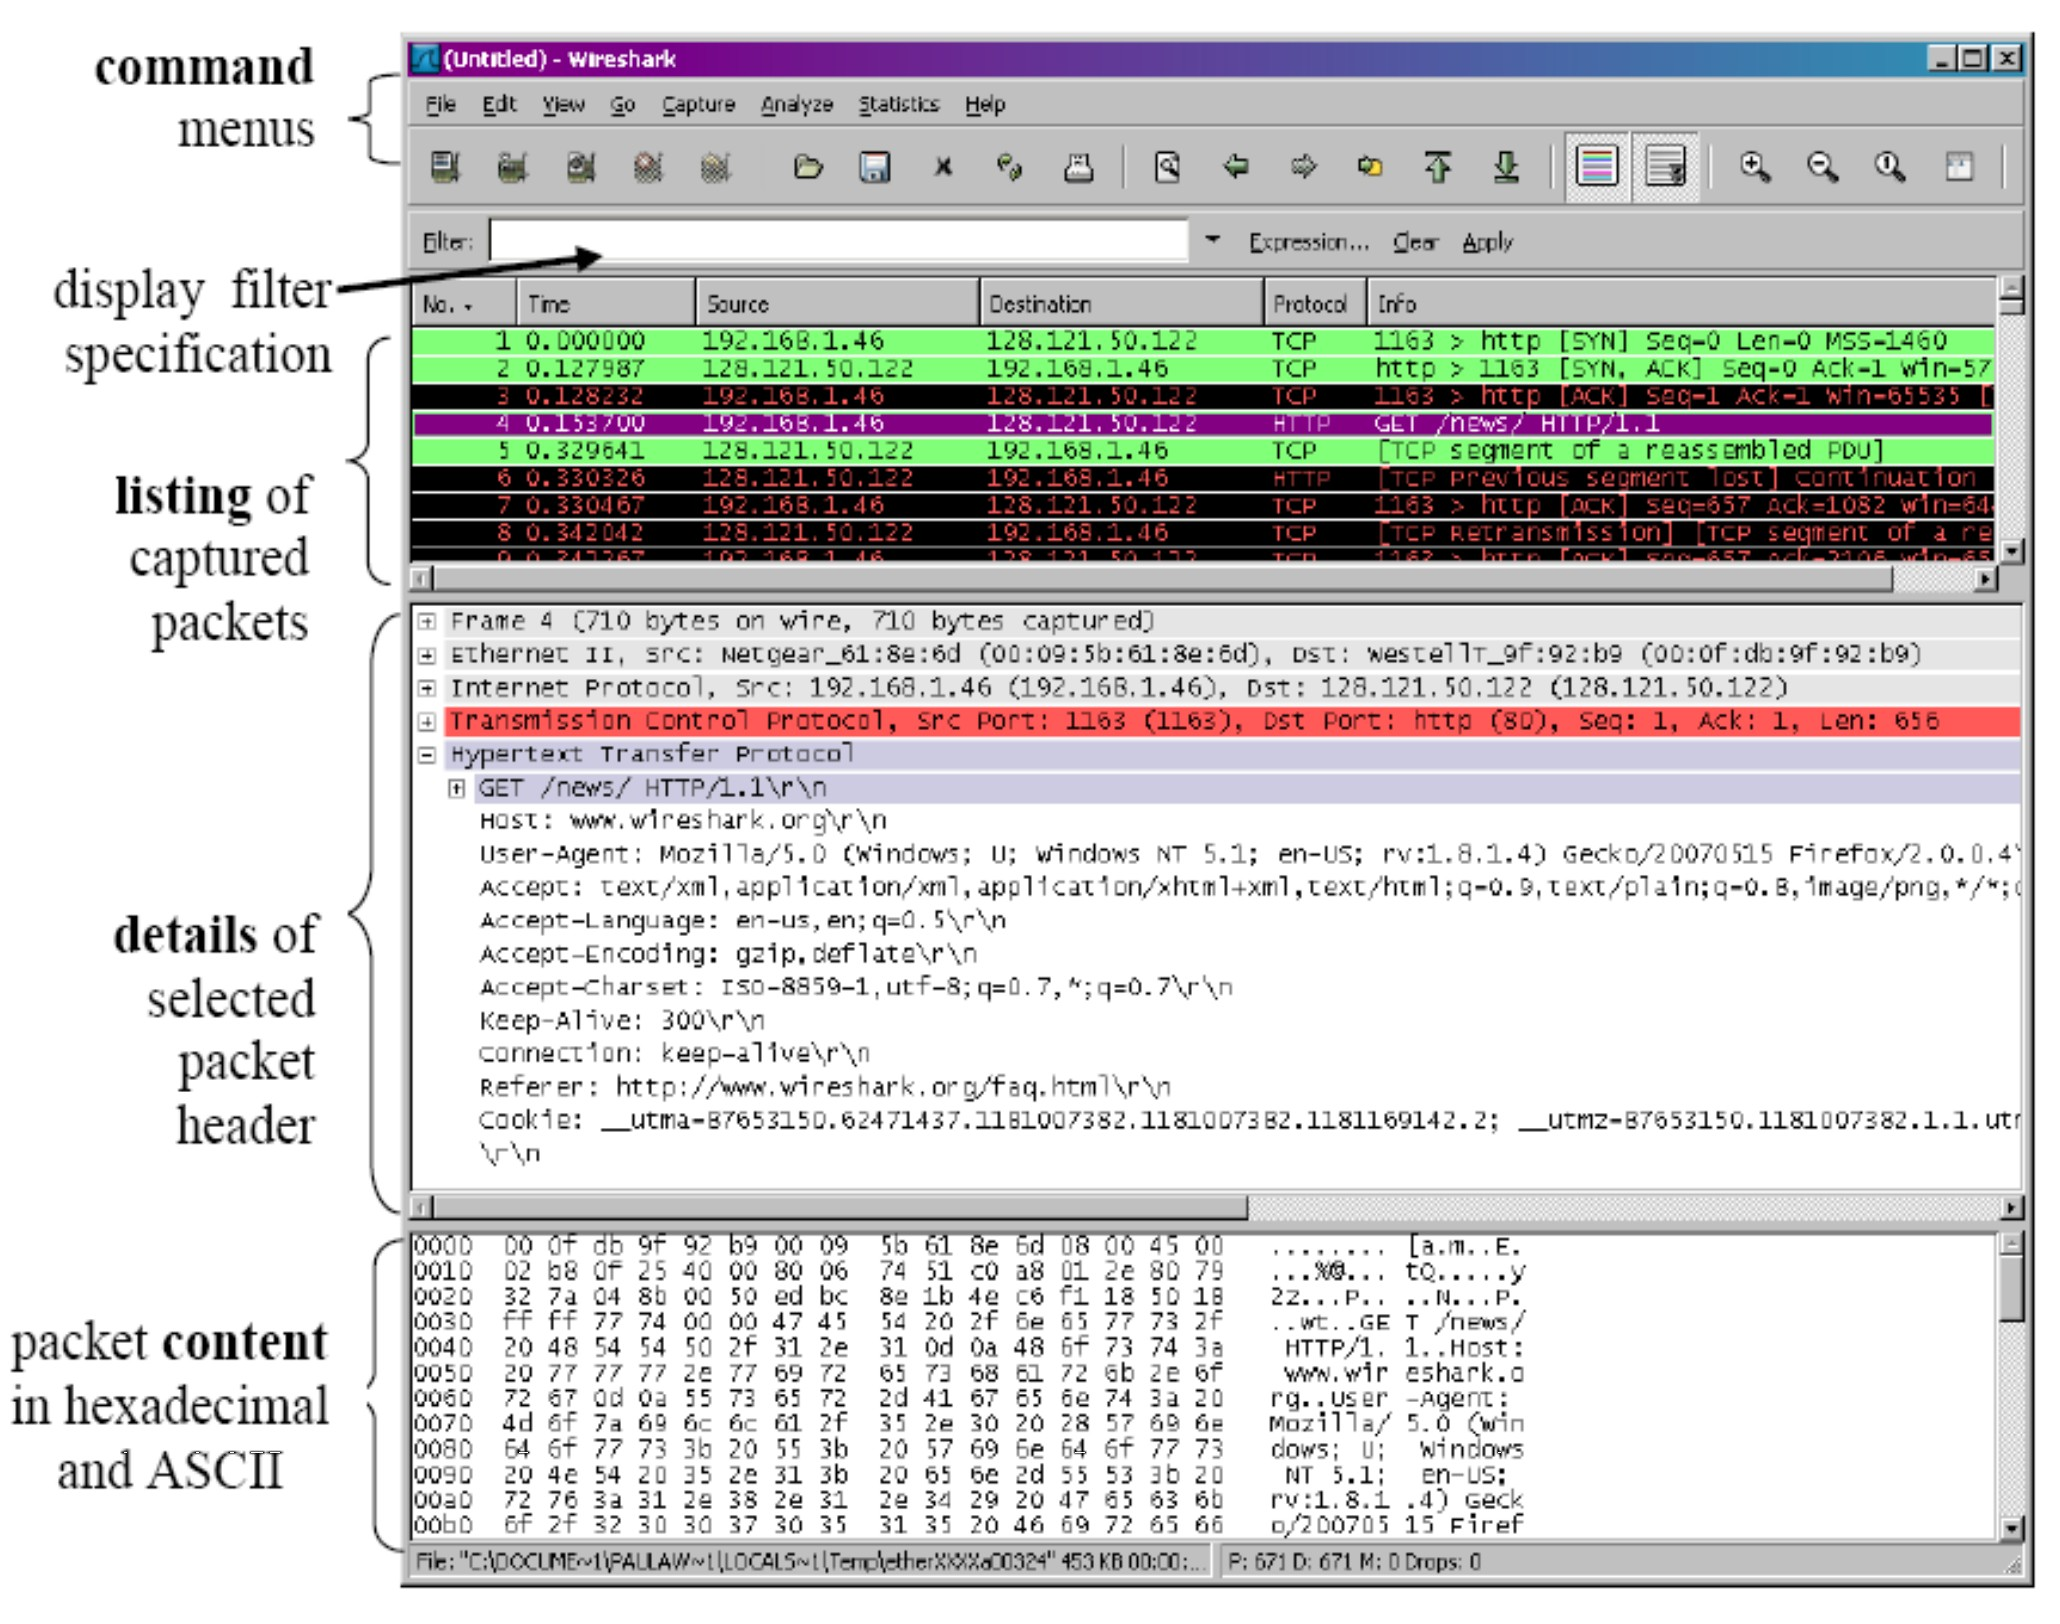 command
menus
display filter
specification
listing of
captured
packets
details of
selected
packet
header
packet content
in hexadecimal
and ASCII
(Untitled) - Wireshark
File Edit View Go Capture Analyze Statistics Help
Filter: Expression... Clear Apply
No. Time Source Destination Protocol Info
1 0.000000 192.168.1.46 128.121.50.122 TCP 1163 > http [SYN] Seq=0 Len=0 MSS=1460
2 0.127987 128.121.50.122 192.168.1.46 TCP http > 1163 [SYN, ACK] Seq=0 Ack=1 Win=57
3 0.128232 192.168.1.46 128.121.50.122 TCP 1163 > http [ACK] Seq=1 Ack=1 Win=65535 [
4 0.153700 192.168.1.46 128.121.50.122 HTTP GET /news/ HTTP/1.1
5 0.329641 128.121.50.122 192.168.1.46 TCP [TCP segment of a reassembled PDU]
6 0.330326 128.121.50.122 192.168.1.46 HTTP [TCP Previous segment lost] Continuation
7 0.330467 192.168.1.46 128.121.50.122 TCP 1163 > http [ACK] Seq=657 Ack=1082 Win=64
8 0.342042 128.121.50.122 192.168.1.46 TCP [TCP Retransmission] [TCP segment of a re
192.168.1.46 128.121.50.122 TCP 1163 > http [ACK] Seq=657
Frame 4 (710 bytes on wire, 710 bytes captured)
Ethernet II, Src: Netgear_61:8e:6d (00:09:5b:61:8e:6d), Dst: WestellT_9f:92:b9 (00:0f:db:9f:92:b9)
Internet Protocol, Src: 192.168.1.46 (192.168.1.46), Dst: 128.121.50.122 (128.121.50.122)
Transmission Control Protocol, Src Port: 1163 (1163), Dst Port: http (80), Seq: 1, Ack: 1, Len: 656
Hypertext Transfer Protocol
GET /news/ HTTP/1.1\r\n
Host: www.wireshark.org\r\n
User-Agent: Mozilla/5.0 (Windows; U; Windows NT 5.1; en-US; rv:1.8.1.4) Gecko/20070515 Firefox/2.0.0.4\
Accept: text/xml,application/xml,application/xhtml+xml,text/html;q=0.9,text/plain;q=0.8,image/png,*/*;q
Accept-Language: en-us,en;q=0.5\r\n
Accept-Encoding: gzip,deflate\r\n
Accept-Charset: ISO-8859-1,utf-8;q=0.7,*;q=0.7\r\n
Keep-Alive: 300\r\n
Connection: keep-alive\r\n
Referer: http://www.wireshark.org/faq.html\r\n
Cookie: __utma=87653150.62471437.1181007382.1181007382.1181169142.2; __utmz=87653150.1181007382.1.1.utm
\r\n
0000 00 0f db 9f 92 b9 00 09 5b 61 8e 6d 08 00 45 00 ........ [a.m..E.
0010 02 b8 0f 25 40 00 80 06 74 51 c0 a8 01 2e 80 79 ...%@... tQ.....y
0020 32 7a 04 8b 00 50 ed bc 8e 1b 4e c6 f1 18 50 18 2z...P.. ..N...P.
0030 ff ff 77 74 00 00 47 45 54 20 2f 6e 65 77 73 2f ..wt..GE T /news/
0040 20 48 54 54 50 2f 31 2e 31 0d 0a 48 6f 73 74 3a HTTP/1. 1..Host:
0050 20 77 77 77 2e 77 69 72 65 73 68 61 72 6b 2e 6f www.wir eshark.o
0060 72 67 0d 0a 55 73 65 72 2d 41 67 65 6e 74 3a 20 rg..User -Agent:
0070 4d 6f 7a 69 6c 6c 61 2f 35 2e 30 20 28 57 69 6e Mozilla/ 5.0 (Win
0080 64 6f 77 73 3b 20 55 3b 20 57 69 6e 64 6f 77 73 dows; U; Windows
0090 20 4e 54 20 35 2e 31 3b 20 65 6e 2d 55 53 3b 20 NT 5.1; en-US;
00a0 72 76 3a 31 2e 38 2e 31 2e 34 29 20 47 65 63 6b rv:1.8.1 .4) Geck
00b0 6f 2f 32 30 30 37 30 35 31 35 20 46 69 72 65 66 o/200705 15 Firef
File: "C:\DOCUME~1\PAULAW~1\LOCALS~1\Temp\etherXXXXa00324" 453 KB 00:00:... P: 671 D: 671 M: 0 Drops: 0